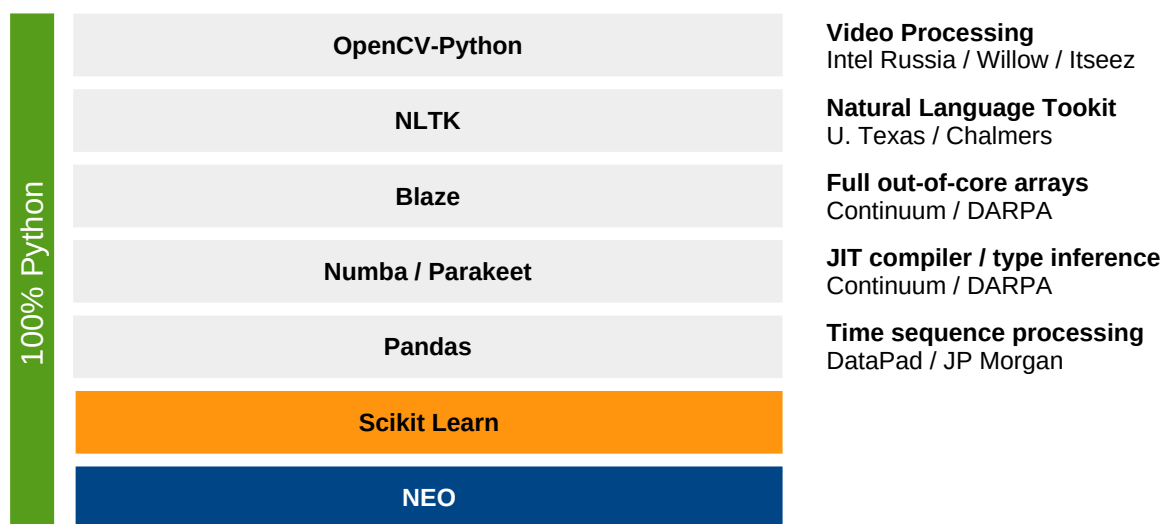 100% Python
OpenCV-Python
Video Processing
Intel Russia / Willow / Itseez
NLTK
Natural Language Tookit
U. Texas / Chalmers
Blaze
Full out-of-core arrays
Continuum / DARPA
Numba / Parakeet
JIT compiler / type inference
Continuum / DARPA
Pandas
Time sequence processing
DataPad / JP Morgan
Scikit Learn
NEO